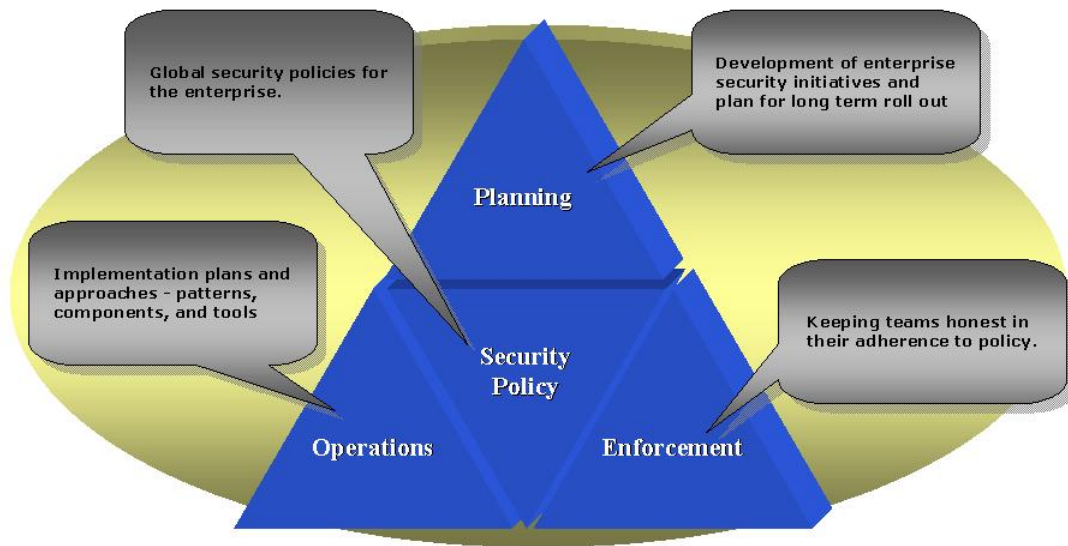 Global security policies for
the enterprise.
Development of enterprise
security initiatives and
plan for long term roll out
Planning
Implementation plans and
approaches - patterns,
components, and tools
Keeping teams honest in
their adherence to policy.
Security
Policy
Operations
Enforcement